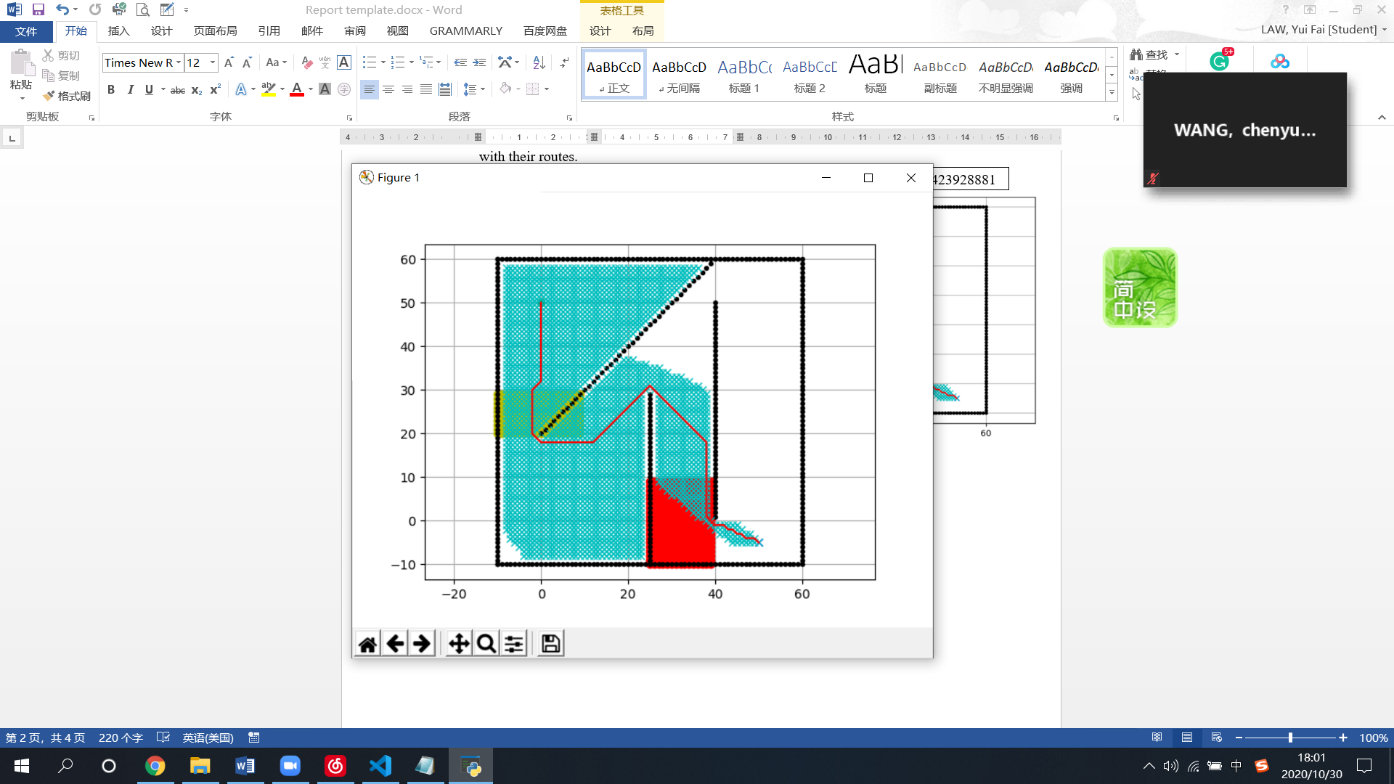 Report template.docx - Word
表格工具
文件
开始
插入
设计
页面布局
引用
邮件
审阅
视图
GRAMMARLY
百度网盘
设计
布局
LAW, Yui Fai [Student]
粘贴
剪切
复制
格式刷
Times New R
12
剪贴板
字体
段落
AaBbCcD
正文
AaBbCcD
无间隔
标题 1
标题 2
标题
AaBbCcD
副标题
不明显强调
强调
样式
查找
5+
WANG, chenyu...
with their routes.
423928881
Figure 1
60
50
40
30
20
10
0
−10
−20
0
20
40
60
60
简
中 设
第 2 页，共 4 页
220 个字
英语(美国)
100%
中
18:01
2020/10/30